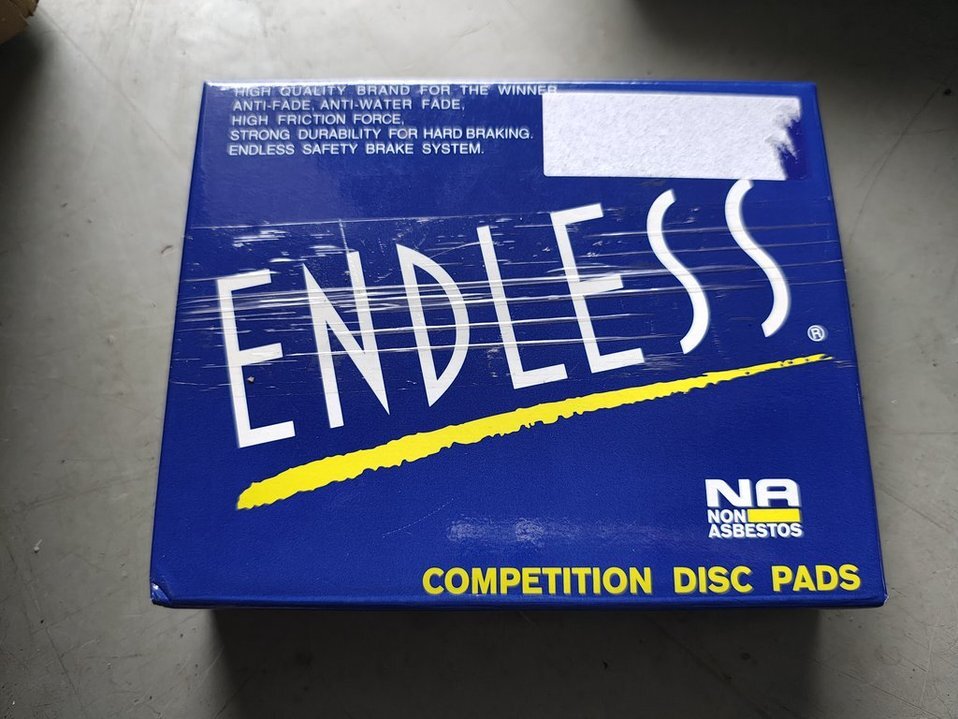 HIGH QUALITY BRAND FOR THE WINNER
ANTI-FADE, ANTI-WATER FADE,
HIGH FRICTION FORCE,
STRONG DURABILITY FOR HARD BRAKING.
ENDLESS SAFETY BRAKE SYSTEM.
ENDLESS®
NA
NON
ASBESTOS
COMPETITION DISC PADS